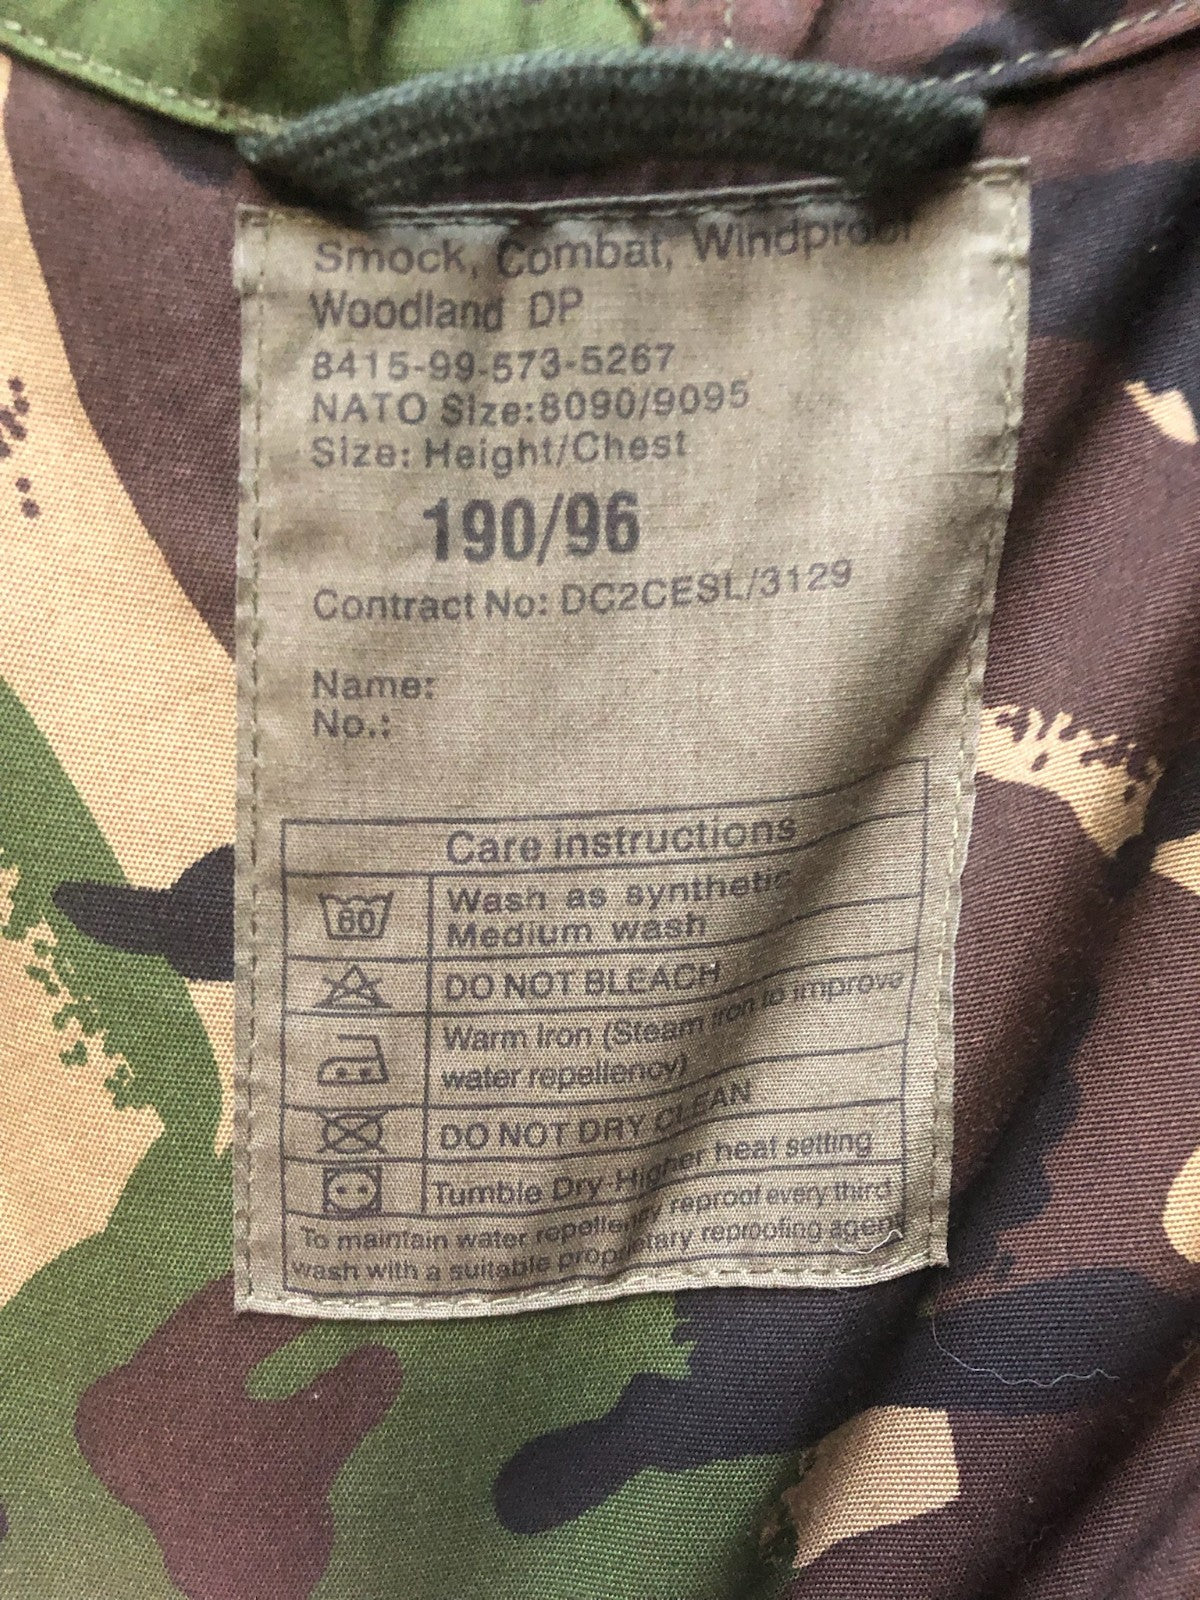 Smock, Combat, Windproof
Woodland DP
8415-99-573-5267
NATO Size:8090/9095
Size: Height/Chest
190/96
Contract No: DC2CESL/3129
Name:
No.:
Care instructions
60
Wash as synthetic
Medium wash
DO NOT BLEACH
Warm Iron (Steam iron to improve
water repellency)
DO NOT DRY CLEAN
Tumble Dry-Higher heat setting
To maintain water repellency reproof every third
wash with a suitable proprietary reproofing agent